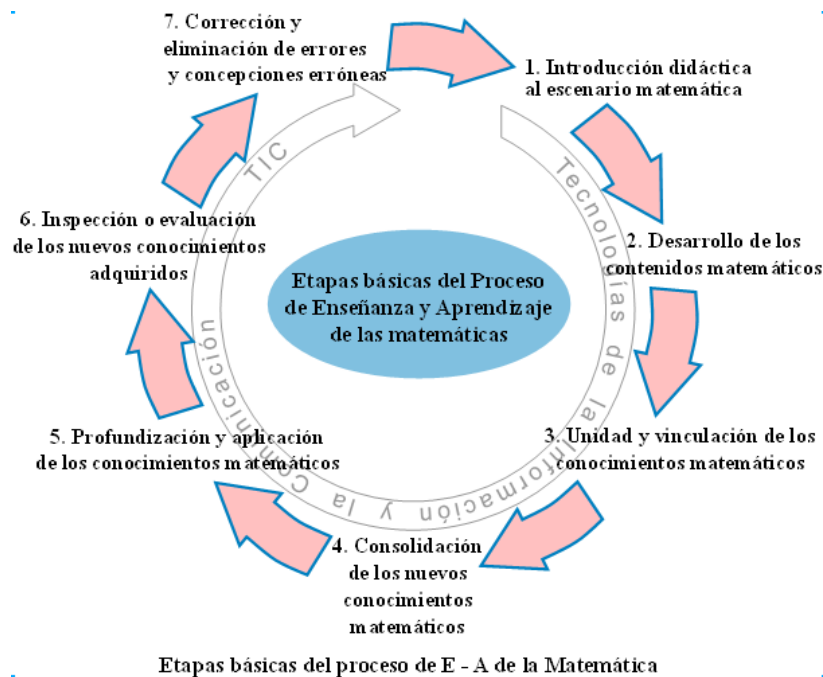 7. Corrección y
eliminación de errores
y concepciones erróneas
1. Introducción didáctica
al escenario matemática
2. Desarrollo de los
contenidos matemáticos
3. Unidad y vinculación de los
conocimientos matemáticos
4. Consolidación
de los nuevos
conocimientos
matemáticos
5. Profundización y aplicación
de los conocimientos matemáticos
6. Inspección o evaluación
de los nuevos conocimientos
adquiridos
Etapas básicas del Proceso
de Enseñanza y Aprendizaje
de las matemáticas
Tecnologías de la Información y la Comunicación TIC
Etapas básicas del proceso de E - A de la Matemática